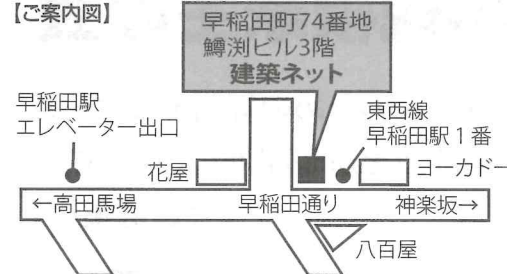 【ご案内図】
早稲田町74番地
鱒渕ビル3階
建築ネット
早稲田駅
エレベーター出口
東西線
早稲田駅1番
花屋
ヨーカドー
←高田馬場
早稲田通り
神楽坂→
八百屋